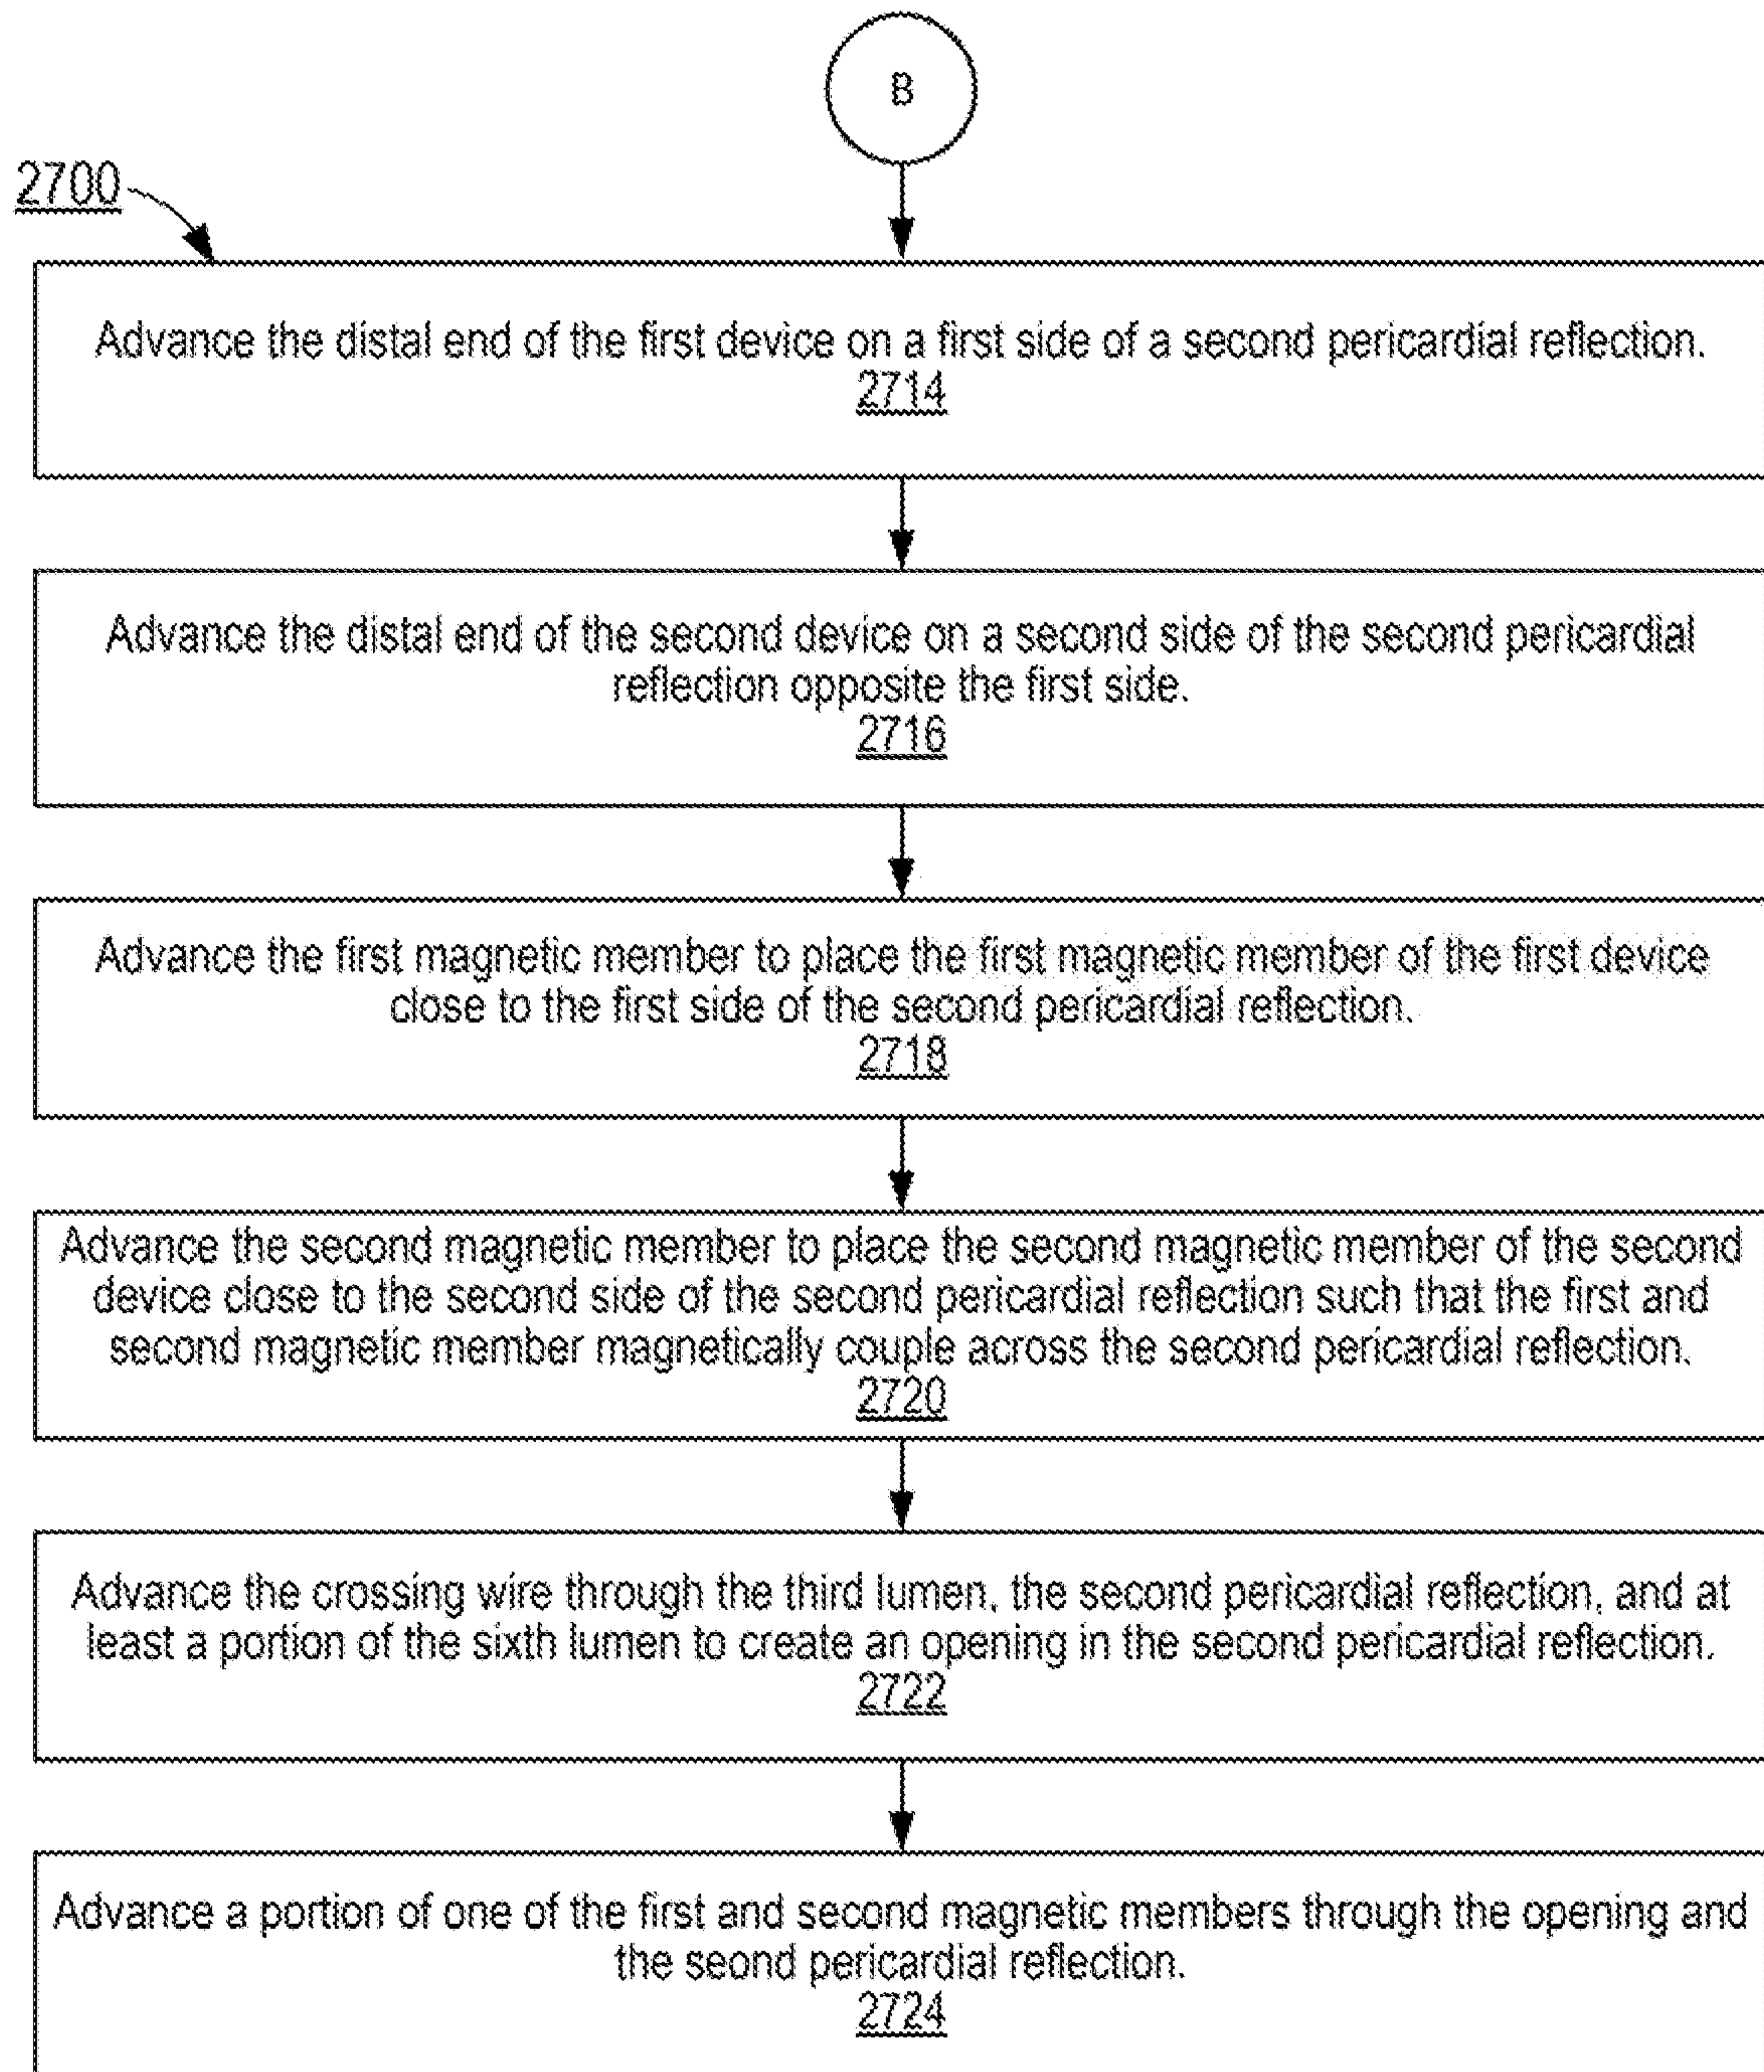 B
2700
Advance the distal end of the first device on a first side of a second pericardial reflection.
2714
Advance the distal end of the second device on a second side of the second pericardial
reflection opposite the first side.
2716
Advance the first magnetic member to place the first magnetic member of the first device
close to the first side of the second pericardial reflection.
2718
Advance the second magnetic member to place the second magnetic member of the second
device close to the second side of the second pericardial reflection such that the first and
second magnetic member magnetically couple across the second pericardial reflection.
2720
Advance the crossing wire through the third lumen, the second pericardial reflection, and at
least a portion of the sixth lumen to create an opening in the second pericardial reflection.
2722
Advance a portion of one of the first and second magnetic members through the opening and
the seond pericardial reflection.
2724